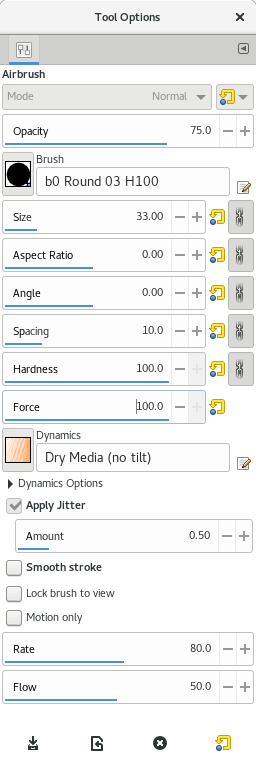 Tool Options
Airbrush
Mode Normal
Opacity 75.0
Brush
b0 Round 03 H100
Size 33.00
Aspect Ratio 0.00
Angle 0.00
Spacing 10.0
Hardness 100.0
Force 100.0
Dynamics
Dry Media (no tilt)
Dynamics Options
Apply Jitter
Amount 0.50
Smooth stroke
Lock brush to view
Motion only
Rate 80.0
Flow 50.0